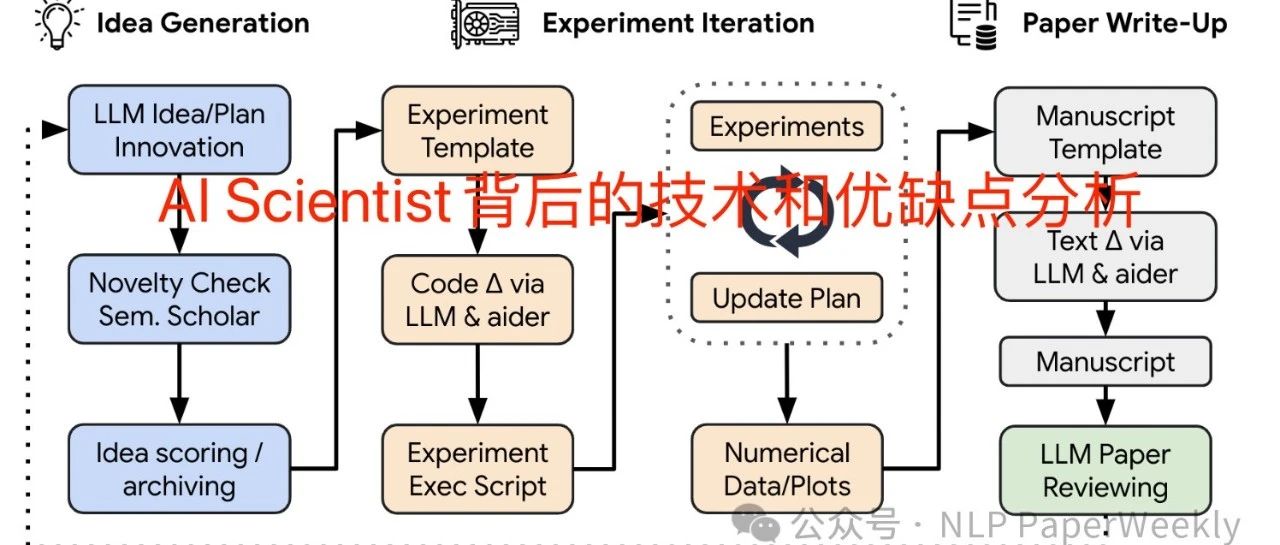 Idea Generation
Experiment Iteration
Paper Write-Up
LLM Idea/Plan
Innovation
Novelty Check
Sem. Scholar
Idea scoring /
archiving
Experiment
Template
Code Δ via
LLM & aider
Experiment
Exec Script
Experiments
Update Plan
Numerical
Data/Plots
Manuscript
Template
Text Δ via
LLM & aider
Manuscript
LLM Paper
Reviewing
AI Scientist 背后的技术和优缺点分析
公众号 · NLP PaperWeekly